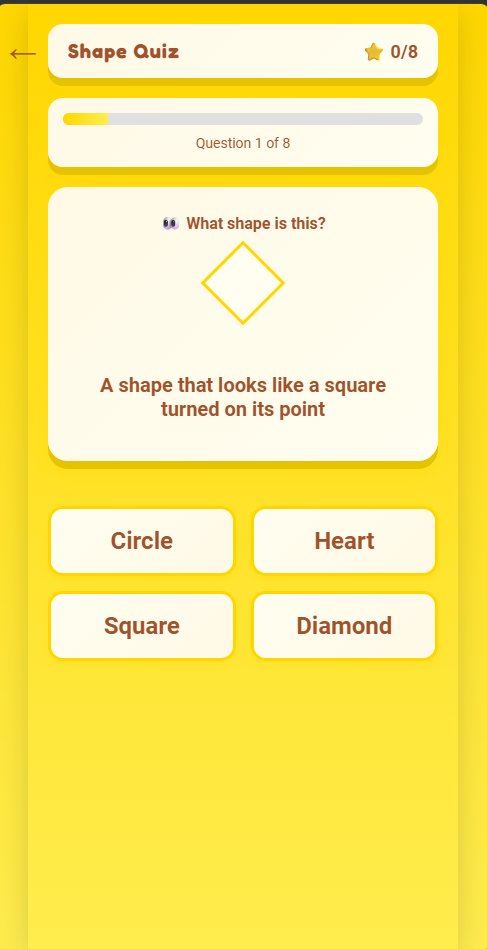 Shape Quiz
⭐ 0/8
Question 1 of 8
👀 What shape is this?
A shape that looks like a square
turned on its point
Circle
Heart
Square
Diamond